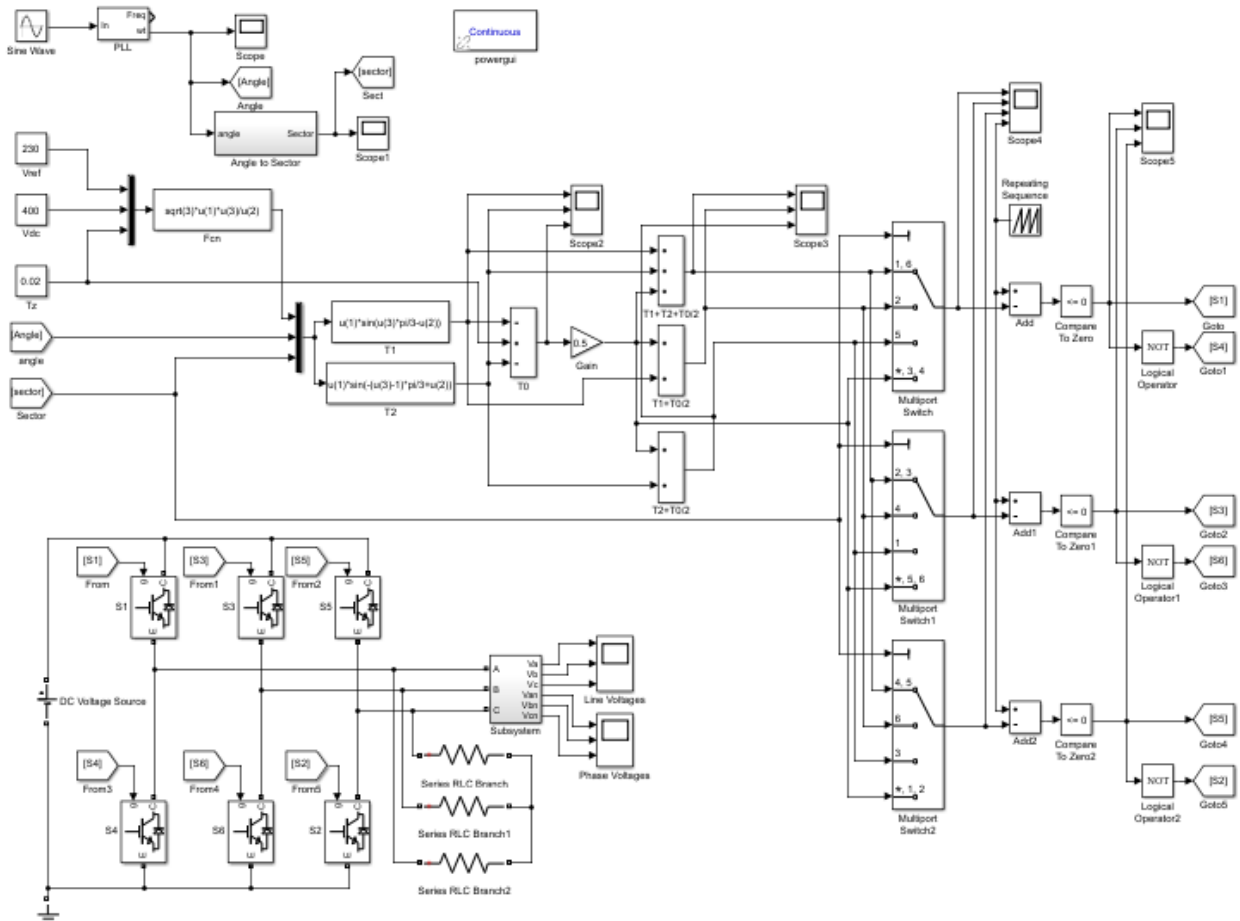 Sine Wave
In
Freq
wt
PLL
Scope
[Angle]
Angle
[sector]
Sect
angle
Sector
Angle to Sector
Scope1
Continuous
powergui
230
Vref
400
Vdc
0.02
Tz
[Angle]
angle
[sector]
Sector
sqrt(3)*u(1)*u(3)/u(2)
Fcn
u(1)*sin(u(3)*pi/3-u(2))
T1
u(1)*sin(-(u(3)-1)*pi/3+u(2))
T2
T0
0.5
Gain
Scope2
Scope3
T1+T2+T0/2
T1+T0/2
T2+T0/2
1, 6
2
5
*, 3, 4
Multiport
Switch
2, 3
4
1
*, 5, 6
Multiport
Switch1
4, 5
6
3
*, 1, 2
Multiport
Switch2
Scope4
Repeating
Sequence
Scope5
Add
<= 0
Compare
To Zero
[S1]
Goto
NOT
Logical
Operator
[S4]
Goto1
Add1
<= 0
Compare
To Zero1
[S3]
Goto2
NOT
Logical
Operator1
[S6]
Goto3
Add2
<= 0
Compare
To Zero2
[S5]
Goto4
NOT
Logical
Operator2
[S2]
Goto5
[S1]
From
[S3]
From1
[S5]
From2
g
C
E
S1
g
C
E
S3
g
C
E
S5
DC Voltage Source
[S4]
From3
[S6]
From4
[S2]
From5
g
C
E
S4
g
C
E
S6
g
C
E
S2
A
B
C
Va
Vb
Vc
Van
Vbn
Vcn
Subsystem
Line Voltages
Phase Voltages
Series RLC Branch
Series RLC Branch1
Series RLC Branch2